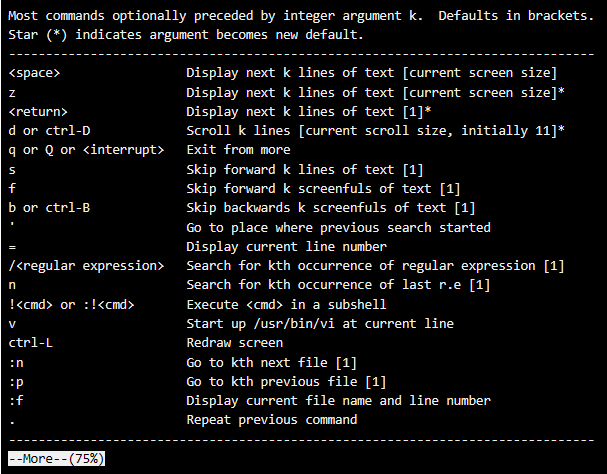 Most commands optionally preceded by integer argument k.  Defaults in brackets.
Star (*) indicates argument becomes new default.
-------------------------------------------------------------------------------
<space>                 Display next k lines of text [current screen size]
z                       Display next k lines of text [current screen size]*
<return>                Display next k lines of text [1]*
d or ctrl-D             Scroll k lines [current scroll size, initially 11]*
q or Q or <interrupt>   Exit from more
s                       Skip forward k lines of text [1]
f                       Skip forward k screenfuls of text [1]
b or ctrl-B             Skip backwards k screenfuls of text [1]
'                       Go to place where previous search started
=                       Display current line number
/<regular expression>   Search for kth occurrence of regular expression [1]
n                       Search for kth occurrence of last r.e [1]
!<cmd> or :!<cmd>       Execute <cmd> in a subshell
v                       Start up /usr/bin/vi at current line
ctrl-L                  Redraw screen
:n                      Go to kth next file [1]
:p                      Go to kth previous file [1]
:f                      Display current file name and line number
.                       Repeat previous command
-------------------------------------------------------------------------------
--More--(75%)